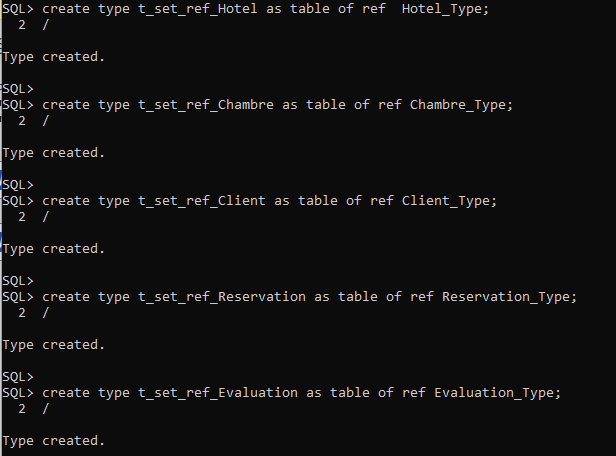 SQL> create type t_set_ref_Hotel as table of ref  Hotel_Type;
  2  /
Type created.
SQL>
SQL> create type t_set_ref_Chambre as table of ref Chambre_Type;
  2  /
Type created.
SQL>
SQL> create type t_set_ref_Client as table of ref Client_Type;
  2  /
Type created.
SQL>
SQL> create type t_set_ref_Reservation as table of ref Reservation_Type;
  2  /
Type created.
SQL>
SQL> create type t_set_ref_Evaluation as table of ref Evaluation_Type;
  2  /
Type created.